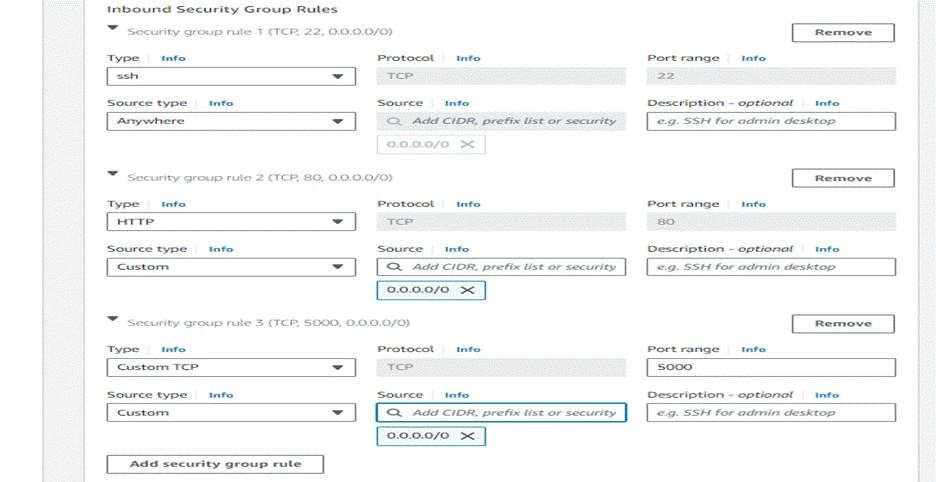 Inbound Security Group Rules
Security group rule 1 (TCP, 22, 0.0.0.0/0) Remove
Type Info Protocol Info Port range Info
ssh TCP 22
Source type Info Source Info Description - optional Info
Anywhere Add CIDR, prefix list or security e.g. SSH for admin desktop
0.0.0.0/0
Security group rule 2 (TCP, 80, 0.0.0.0/0) Remove
Type Info Protocol Info Port range Info
HTTP TCP 80
Source type Info Source Info Description - optional Info
Custom Add CIDR, prefix list or security e.g. SSH for admin desktop
0.0.0.0/0
Security group rule 3 (TCP, 5000, 0.0.0.0/0) Remove
Type Info Protocol Info Port range Info
Custom TCP TCP 5000
Source type Info Source Info Description - optional Info
Custom Add CIDR, prefix list or security e.g. SSH for admin desktop
0.0.0.0/0
Add security group rule